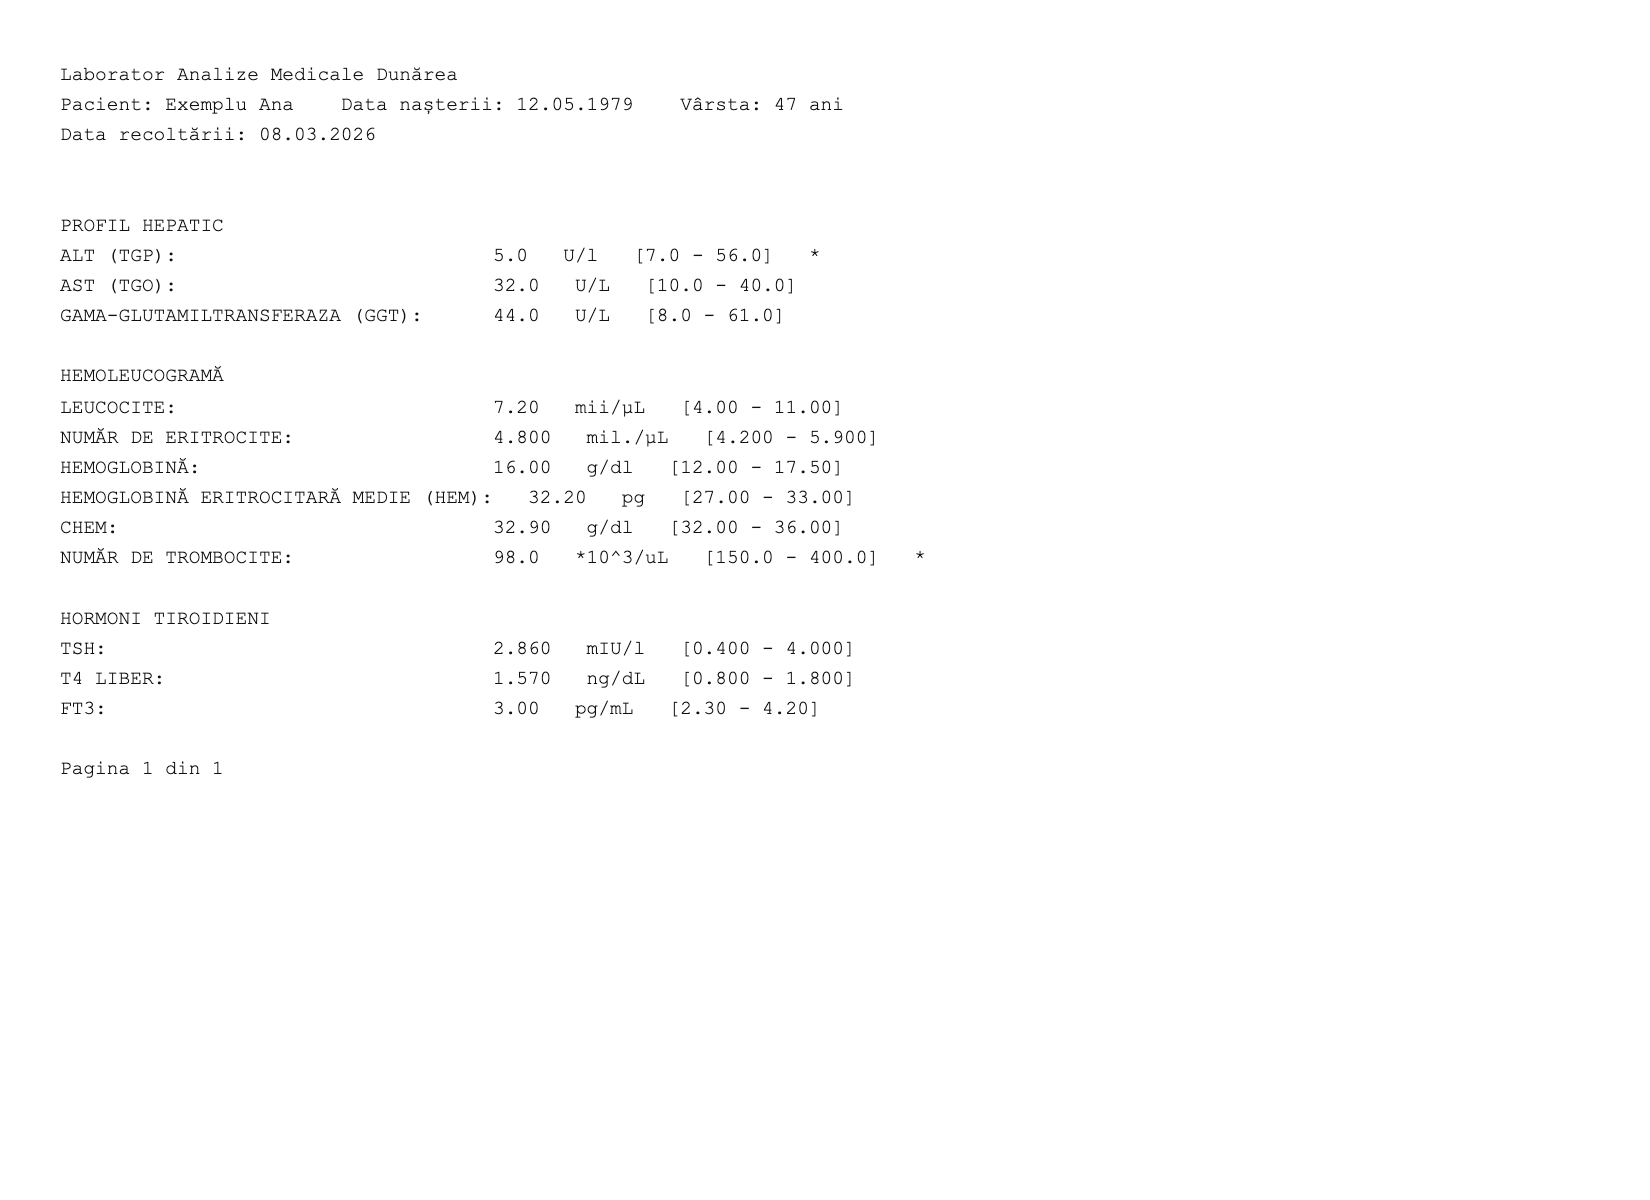 Laborator Analize Medicale Dunărea
Pacient: Exemplu Ana    Data nașterii: 12.05.1979    Vârsta: 47 ani
Data recoltării: 08.03.2026
PROFIL HEPATIC
ALT (TGP):    5.0   U/l   [7.0 - 56.0]   *
AST (TGO):    32.0   U/L   [10.0 - 40.0]
GAMA-GLUTAMILTRANSFERAZA (GGT):    44.0   U/L   [8.0 - 61.0]
HEMOLEUCOGRAMĂ
LEUCOCITE:    7.20   mii/µL   [4.00 - 11.00]
NUMĂR DE ERITROCITE:    4.800   mil./µL   [4.200 - 5.900]
HEMOGLOBINĂ:    16.00   g/dl   [12.00 - 17.50]
HEMOGLOBINĂ ERITROCITARĂ MEDIE (HEM):   32.20   pg   [27.00 - 33.00]
CHEM:    32.90   g/dl   [32.00 - 36.00]
NUMĂR DE TROMBOCITE:    98.0   *10^3/uL   [150.0 - 400.0]   *
HORMONI TIROIDIENI
TSH:    2.860   mIU/l   [0.400 - 4.000]
T4 LIBER:    1.570   ng/dL   [0.800 - 1.800]
FT3:    3.00   pg/mL   [2.30 - 4.20]
Pagina 1 din 1